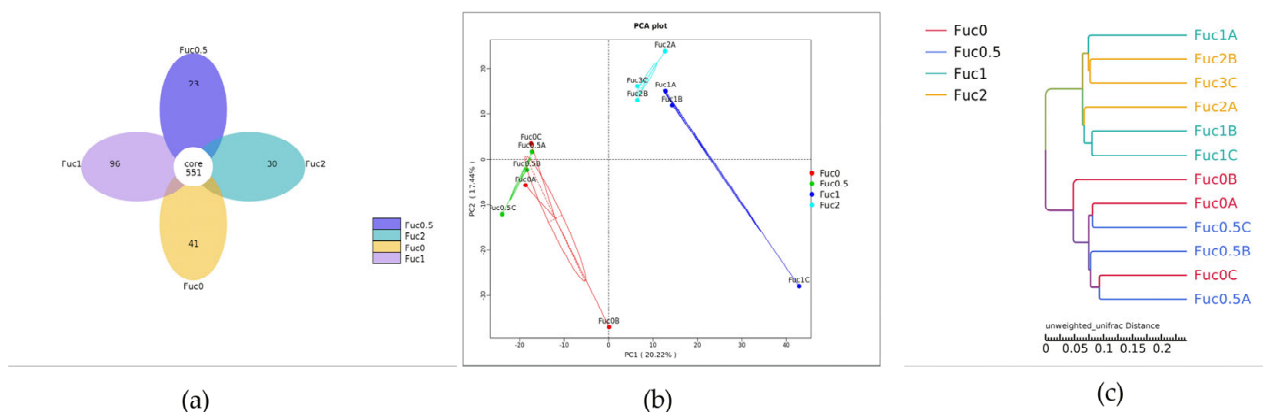 Fuc0.5
23
Fuc1
96
core
551
30
Fuc2
41
Fuc0
Fuc0.5
Fuc2
Fuc0
Fuc1
(a)
PCA plot
PC2 ( 17.44% )
20
10
0
-10
-20
-30
Fuc2A
Fuc3C
Fuc2B
Fuc1A
Fuc1B
Fuc0C
Fuc0.5A
Fuc0.5B
Fuc0A
Fuc0.5C
Fuc0B
Fuc1C
Fuc0
Fuc0.5
Fuc1
Fuc2
-20 -10 0 10 20 30 40
PC1 ( 20.22% )
(b)
Fuc0
Fuc0.5
Fuc1
Fuc2
Fuc1A
Fuc2B
Fuc3C
Fuc2A
Fuc1B
Fuc1C
Fuc0B
Fuc0A
Fuc0.5C
Fuc0.5B
Fuc0C
Fuc0.5A
unweighted_unifrac Distance
0 0.05 0.1 0.15 0.2
(c)